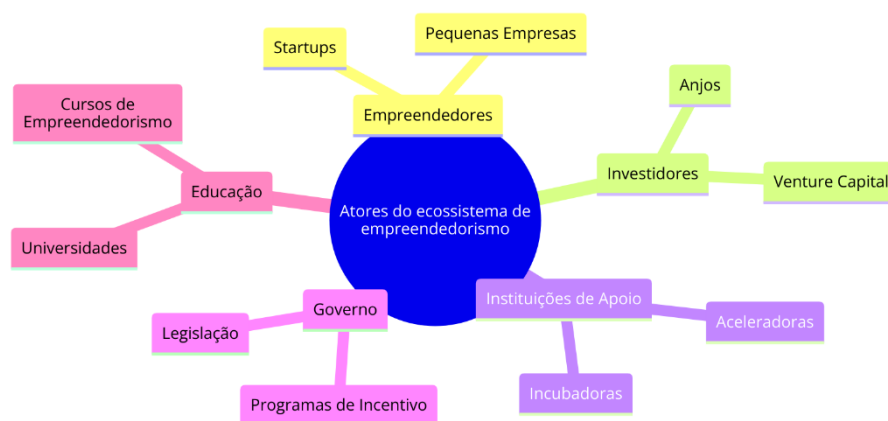 Pequenas Empresas
Startups
Empreendedores
Anjos
Cursos de
Empreendedorismo
Investidores
Venture Capital
Educação
Atores do ecossistema de
empreendedorismo
Universidades
Instituições de Apoio
Governo
Aceleradoras
Legislação
Incubadoras
Programas de Incentivo